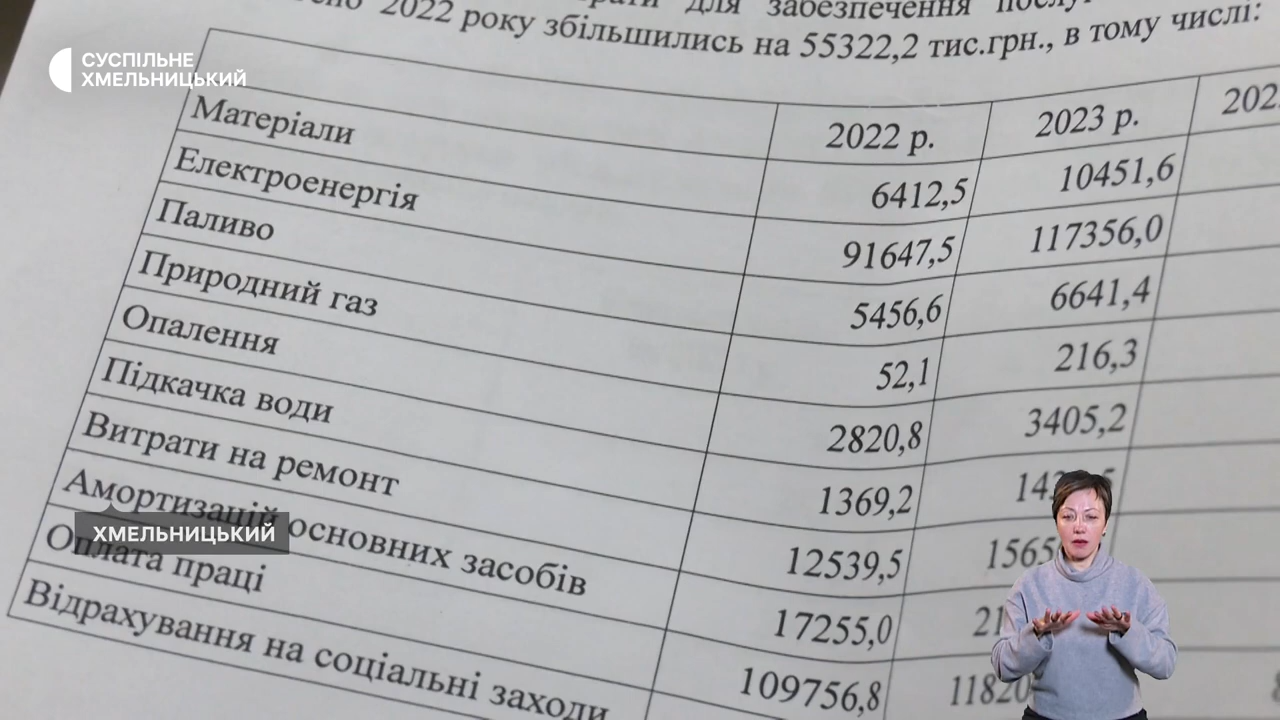 СУСПІЛЬНЕ
ХМЕЛЬНИЦЬКИЙ
для забезпечення
2022 року збільшились на 55322,2 тис.грн., в тому числі:
2022 р. 2023 р.
Матеріали 6412,5 10451,6
Електроенергія 91647,5 117356,0
Паливо 5456,6 6641,4
Природний газ 52,1 216,3
Опалення 2820,8 3405,2
Підкачка води 1369,2
Витрати на ремонт 12539,5
Амортизацій основних засобів 17255,0
Оплата праці 109756,8
Відрахування на соціальні заходи
ХМЕЛЬНИЦЬКИЙ